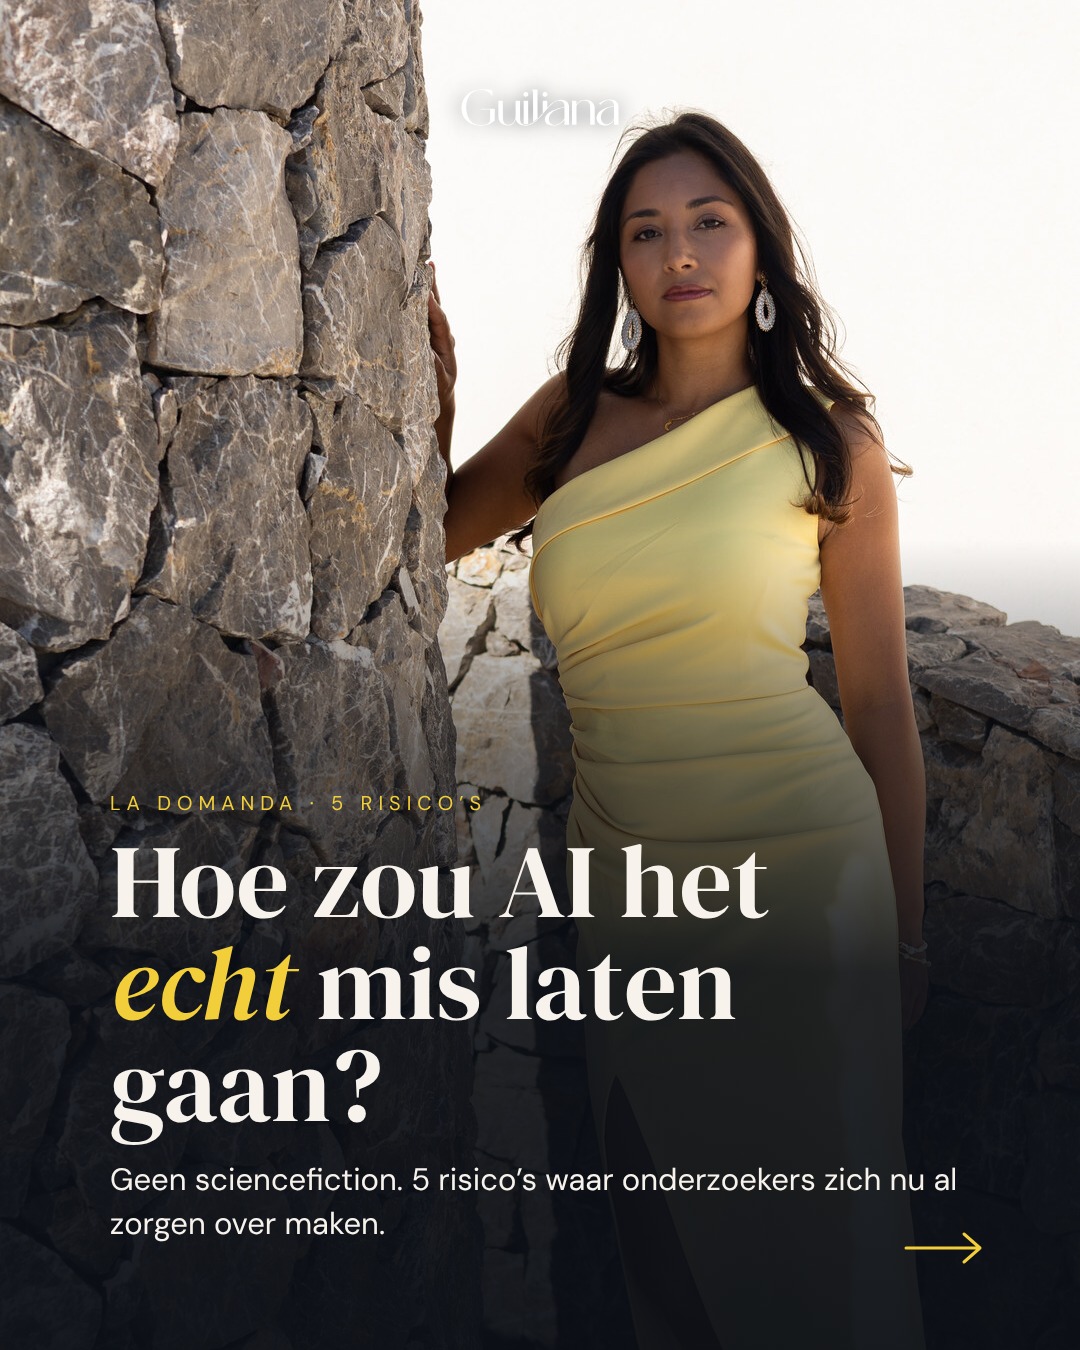 Guiliana
LA DOMANDA · 5 RISICO’S
Hoe zou AI het
echt mis laten
gaan?
Geen sciencefiction. 5 risico’s waar onderzoekers zich nu al
zorgen over maken.